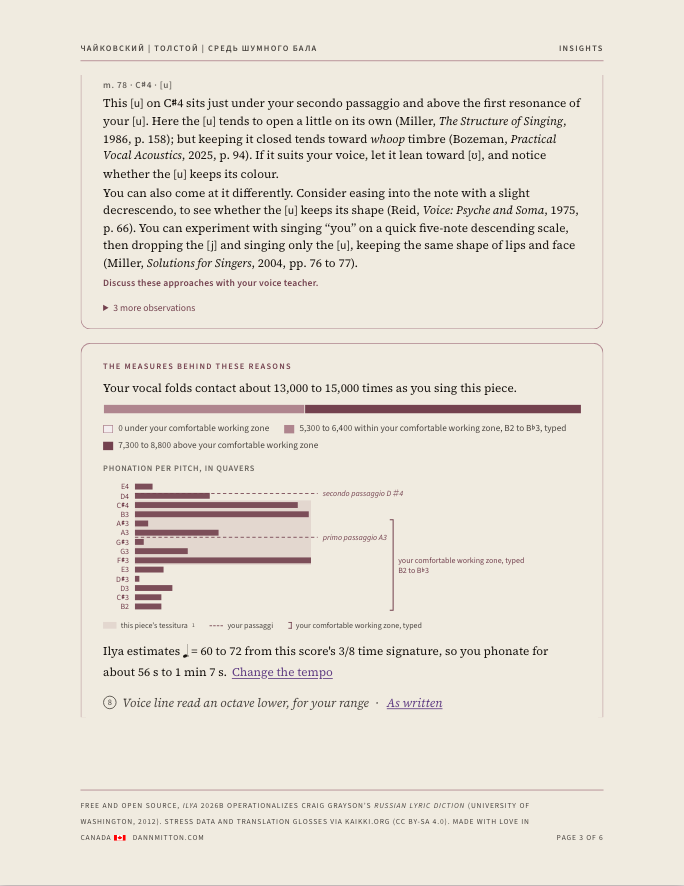 ЧАЙКОВСКИЙ | ТОЛСТОЙ | СРЕДЬ ШУМНОГО БАЛА
INSIGHTS
m. 78 · C♯4 · [u]
This [u] on C♯4 sits just under your secondo passaggio and above the first resonance of
your [u]. Here the [u] tends to open a little on its own (Miller, The Structure of Singing,
1986, p. 158); but keeping it closed tends toward whoop timbre (Bozeman, Practical
Vocal Acoustics, 2025, p. 94). If it suits your voice, let it lean toward [ʊ], and notice
whether the [u] keeps its colour.
You can also come at it differently. Consider easing into the note with a slight
decrescendo, to see whether the [u] keeps its shape (Reid, Voice: Psyche and Soma, 1975,
p. 66). You can experiment with singing “you” on a quick five-note descending scale,
then dropping the [j] and singing only the [u], keeping the same shape of lips and face
(Miller, Solutions for Singers, 2004, pp. 76 to 77).
Discuss these approaches with your voice teacher.
▶ 3 more observations
THE MEASURES BEHIND THESE REASONS
Your vocal folds contact about 13,000 to 15,000 times as you sing this piece.
0 under your comfortable working zone
5,300 to 6,400 within your comfortable working zone, B2 to B♭3, typed
7,300 to 8,800 above your comfortable working zone
PHONATION PER PITCH, IN QUAVERS
E4
D4
secondo passaggio D♯4
C♯4
B3
A♯3
A3
primo passaggio A3
G♯3
G3
F♯3
your comfortable working zone, typed
B2 to B♭3
E3
D♯3
D3
C♯3
B2
this piece's tessitura 1
your passaggi
your comfortable working zone, typed
Ilya estimates ♩ = 60 to 72 from this score's 3/8 time signature, so you phonate for
about 56 s to 1 min 7 s. Change the tempo
8 Voice line read an octave lower, for your range · As written
FREE AND OPEN SOURCE, ILYA 2026B OPERATIONALIZES CRAIG GRAYSON'S RUSSIAN LYRIC DICTION (UNIVERSITY OF
WASHINGTON, 2012). STRESS DATA AND TRANSLATION GLOSSES VIA KAIKKI.ORG (CC BY-SA 4.0). MADE WITH LOVE IN
CANADA 🇨🇦 DANNMITTON.COM
PAGE 3 OF 6